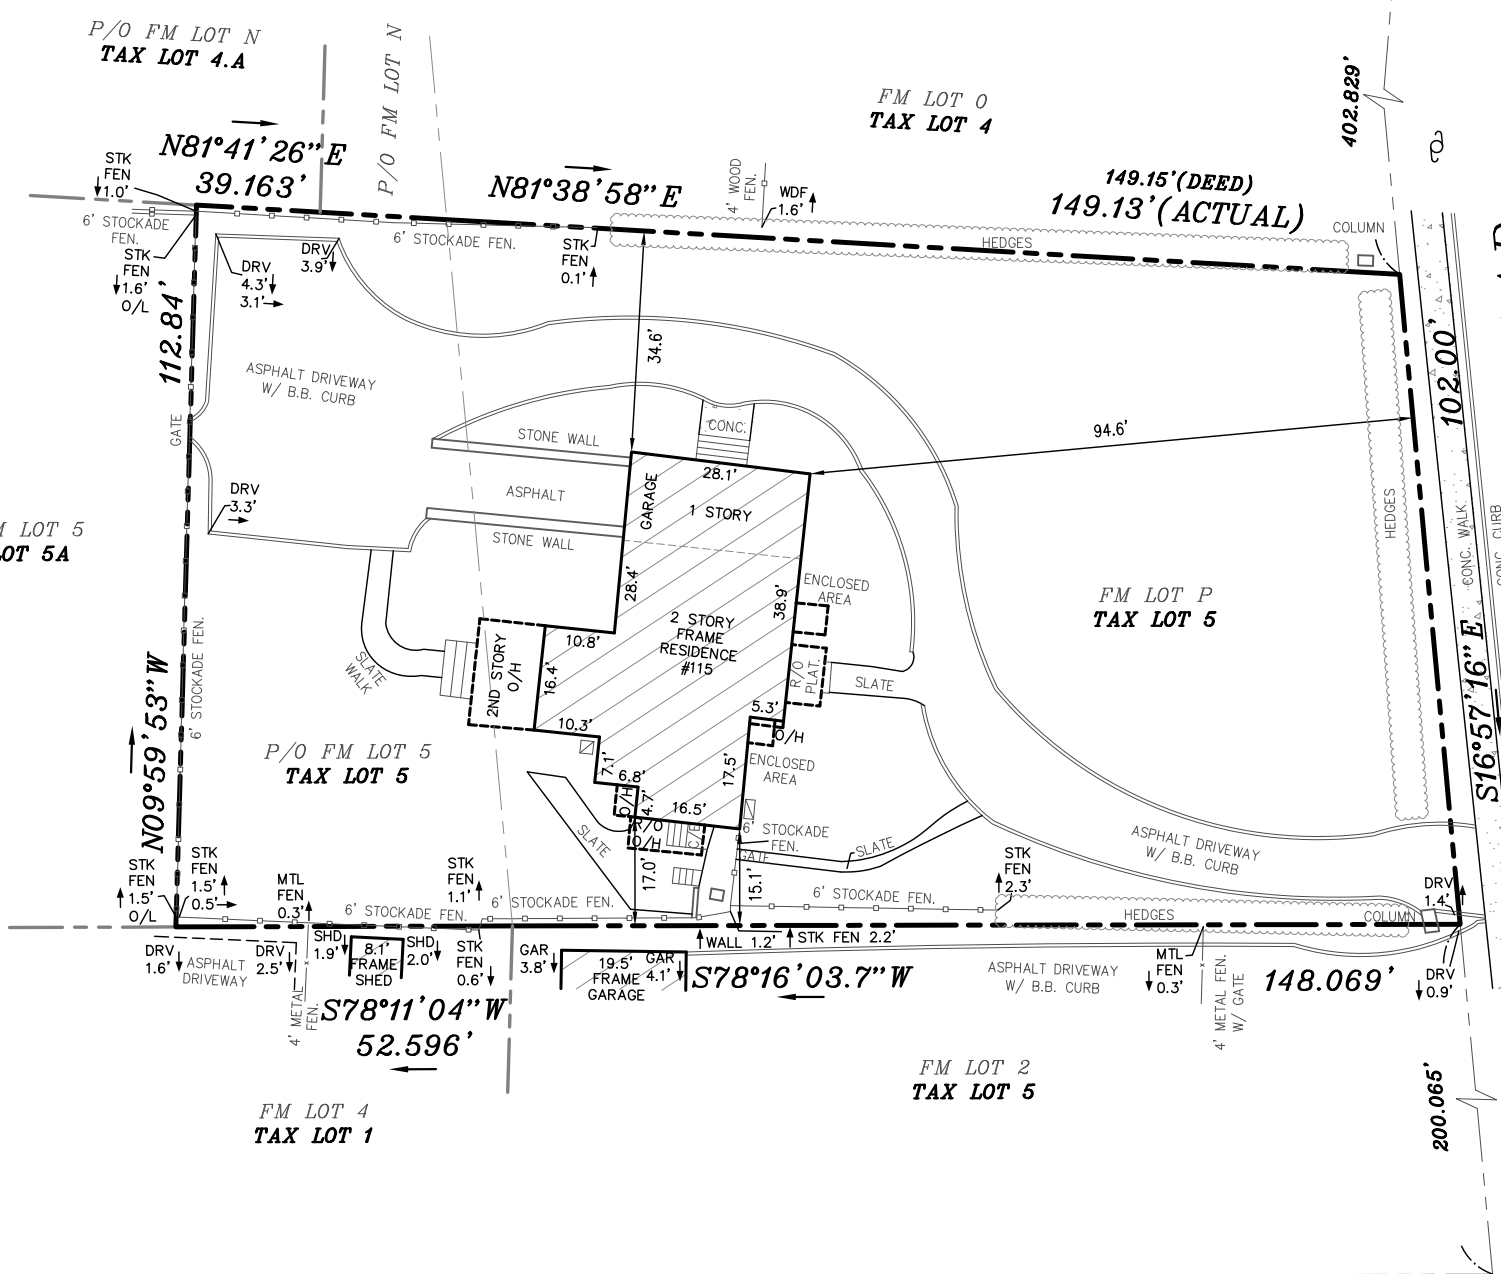 P/O FM LOT N
TAX LOT 4.A
P/O FM LOT N
FM LOT O
TAX LOT 4
402.829'
N81°41'26"E
39.163'
N81°38'58"E
149.15'(DEED)
149.13'(ACTUAL)
STK
FEN
1.0'
6' STOCKADE
FEN.
STK
FEN
1.6'
O/L
DRV
4.3'
3.1'
DRV
3.9'
6' STOCKADE FEN.
STK
FEN
0.1'
4' WOOD
FEN.
WDF
1.6'
HEDGES
COLUMN
112.84'
GATE
ASPHALT DRIVEWAY
W/ B.B. CURB
34.6'
94.6'
102.00'
STONE WALL
CONC.
28.1'
ASPHALT
GARAGE
1 STORY
STONE WALL
DRV
3.3'
HEDGES
CONC. WALK
CONC. CURB
LOT 5
LOT 5A
28.4'
38.9'
ENCLOSED
AREA
2 STORY
FRAME
RESIDENCE
#115
FM LOT P
TAX LOT 5
10.8'
2ND STORY
O/H
16.4'
R/O
PLAT.
SLATE
SLATE
WALK
6' STOCKADE FEN.
N09°59'53"W
S16°57'16"E
10.3'
5.3'
O/H
P/O FM LOT 5
TAX LOT 5
7.1'
6.8'
O/H
4.7'
16.5'
17.5'
ENCLOSED
AREA
R/O
O/H
C/E
SLATE
6' STOCKADE
FEN.
GATE
SLATE
ASPHALT DRIVEWAY
W/ B.B. CURB
17.0'
15.1'
STK
FEN
1.5'
O/L
STK
FEN
1.5'
0.5'
MTL
FEN
0.3'
STK
FEN
1.1'
6' STOCKADE FEN.
6' STOCKADE FEN.
6' STOCKADE FEN.
STK
FEN
2.3'
HEDGES
COLUMN
DRV
1.4'
DRV
1.6'
ASPHALT
DRIVEWAY
DRV
2.5'
SHD
1.9'
8.1'
FRAME
SHED
SHD
2.0'
STK
FEN
0.6'
GAR
3.8'
19.5'
FRAME
GARAGE
GAR
4.1'
WALL 1.2'
STK FEN 2.2'
4' METAL
FEN.
S78°11'04"W
52.596'
S78°16'03.7"W
ASPHALT DRIVEWAY
W/ B.B. CURB
MTL
FEN
0.3'
4' METAL FEN.
W/ GATE
148.069'
DRV
0.9'
FM LOT 2
TAX LOT 5
FM LOT 4
TAX LOT 1
200.065'